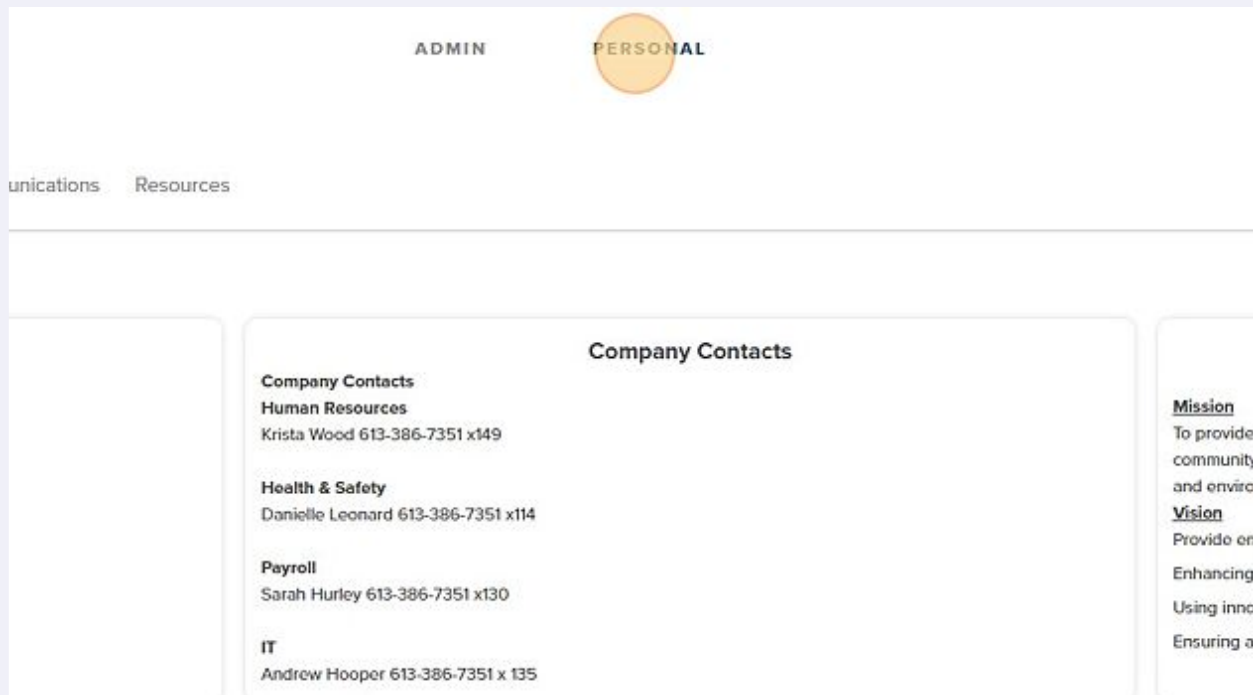 ADMIN PERSONAL
unications Resources
Company Contacts
Company Contacts
Human Resources
Krista Wood 613-386-7351 x149
Health & Safety
Danielle Leonard 613-386-7351 x114
Payroll
Sarah Hurley 613-386-7351 x130
IT
Andrew Hooper 613-386-7351 x 135
Mission
To provide
community
and enviro
Vision
Provide en
Enhancing
Using inno
Ensuring a